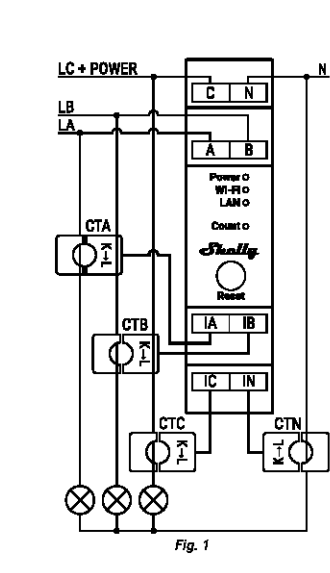 LC + POWER
N
LB
LA
C N
A B
Power
Wi-Fi
LAN
Count
Shelly
Reset
CTA
K→L
IA IB
CTB
K→L
IC IN
CTC
K→L
CTN
K→L
Fig. 1